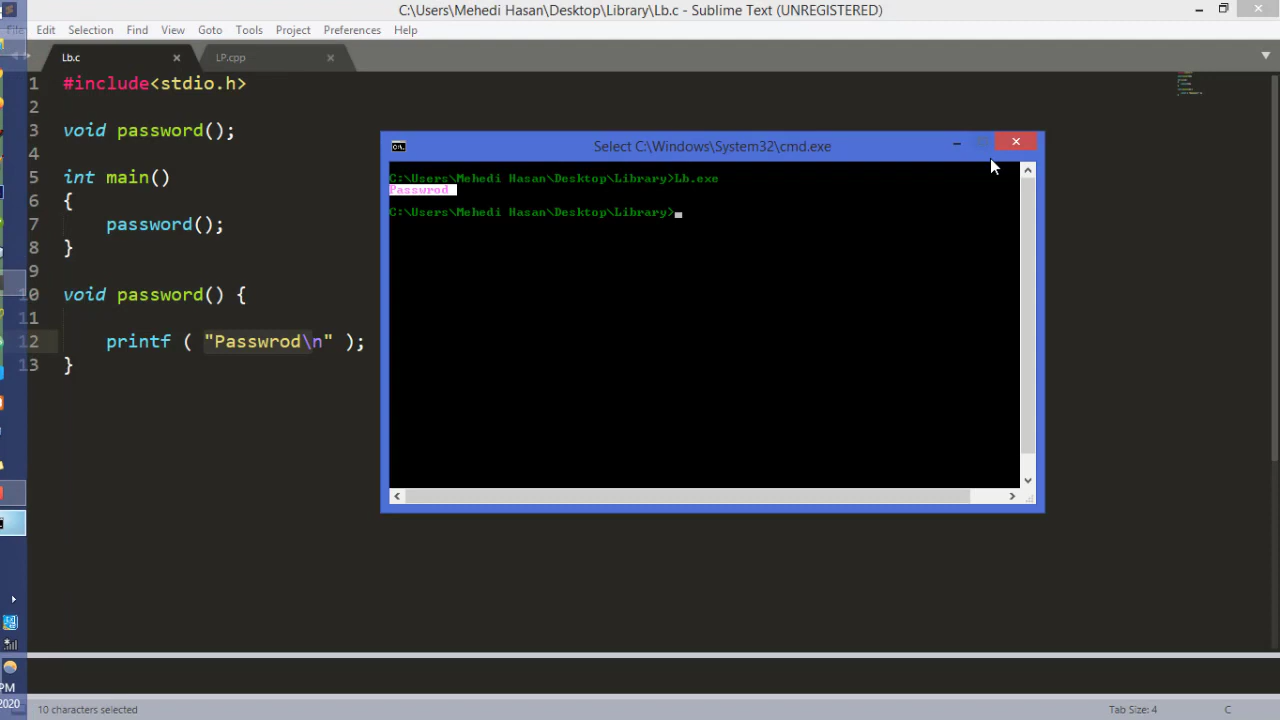 C:\Users\Mehedi Hasan\Desktop\Library\Lb.c - Sublime Text (UNREGISTERED)
File Edit Selection Find View Goto Tools Project Preferences Help
Lb.c LP.cpp
1 #include<stdio.h>
2
3 void password();
4
5 int main()
6 {
7 password();
8 }
9
10 void password() {
11
12 printf ( "Passwrod\n" );
13 }
Select C:\Windows\System32\cmd.exe
C:\Users\Mehedi Hasan\Desktop\Library>Lb.exe
Passwrod
C:\Users\Mehedi Hasan\Desktop\Library>
PM
2020
10 characters selected Tab Size: 4 C